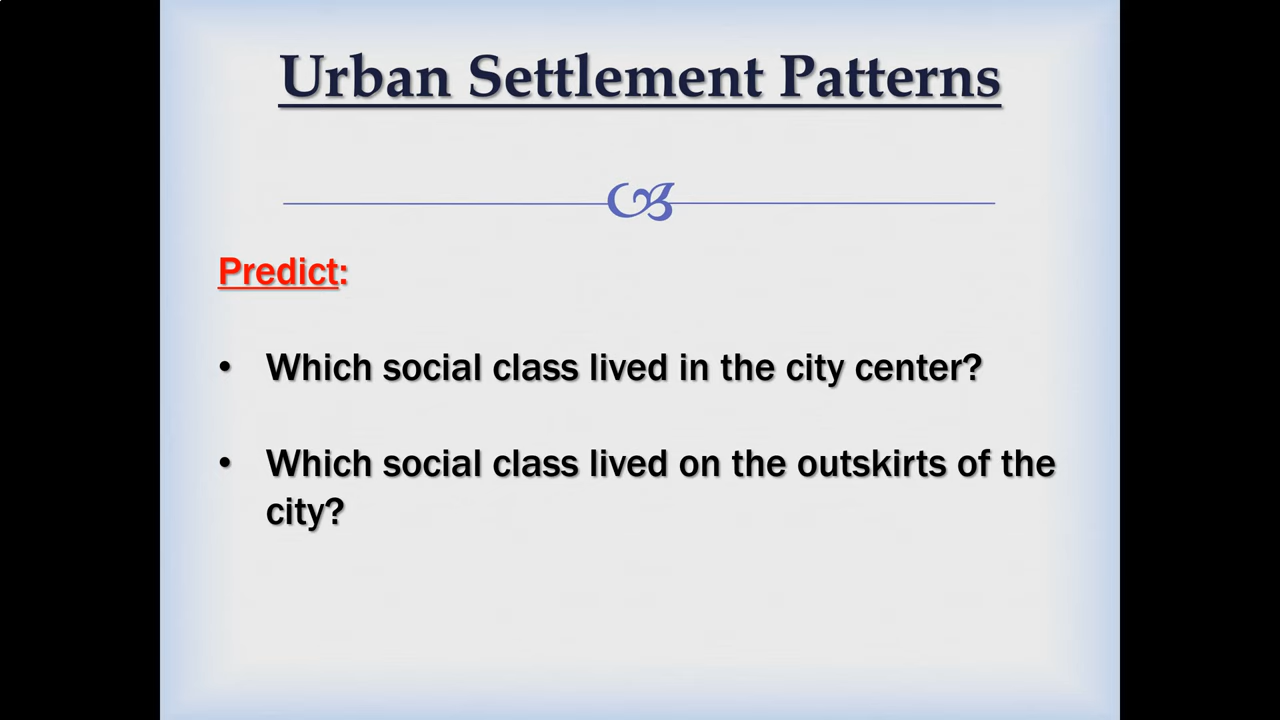 Urban Settlement Patterns
Predict:
• Which social class lived in the city center?
• Which social class lived on the outskirts of the
city?